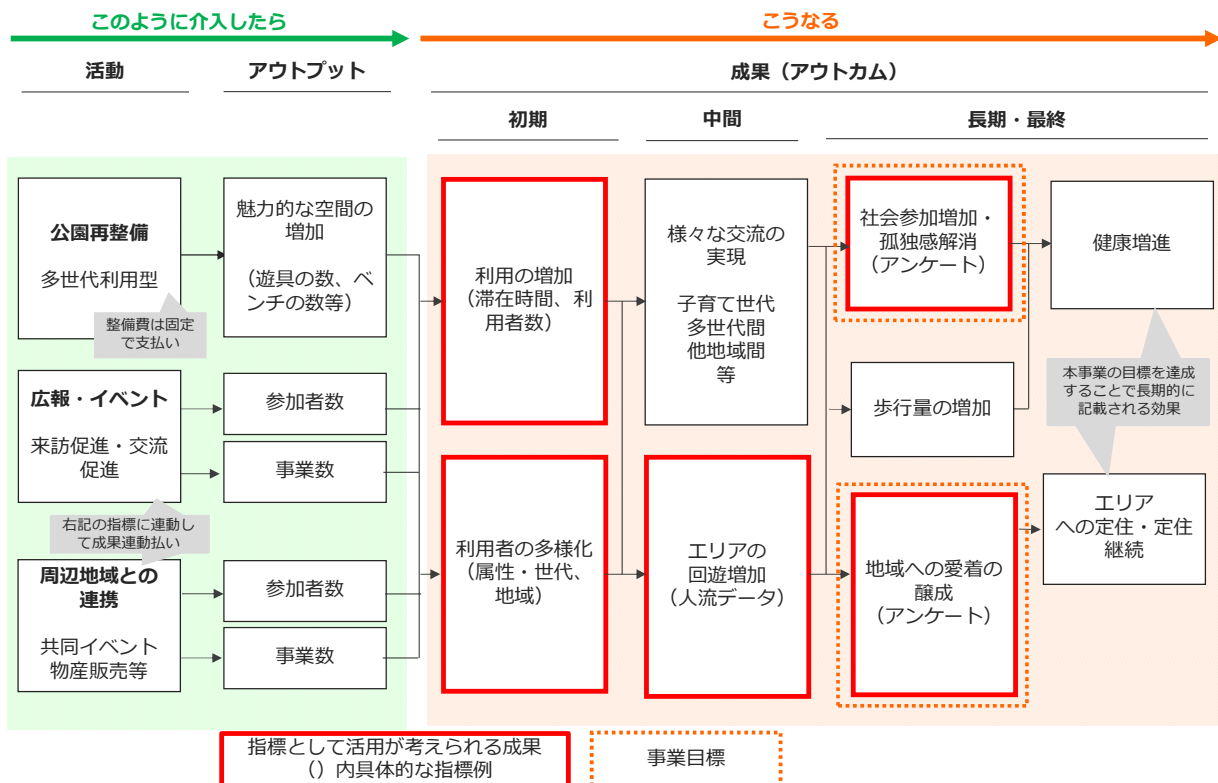 このように介入したら
こうなる
活動
アウトプット
成果（アウトカム）
初期
中間
長期・最終
公園再整備
多世代利用型
整備費は固定
で支払い
魅力的な空間の
増加
（遊具の数、ベ
ンチの数等）
広報・イベント
来訪促進・交流
促進
参加者数
事業数
右記の指標に連動し
て成果連動払い
周辺地域との
連携
共同イベント
物産販売等
参加者数
事業数
利用の増加
（滞在時間、利
用者数）
利用者の多様化
（属性・世代、
地域）
様々な交流の
実現
子育て世代
多世代間
他地域間
等
エリアの
回遊増加
（人流データ）
社会参加増加・
孤独感解消
（アンケート）
歩行量の増加
地域への愛着の
醸成
（アンケート）
健康増進
本事業の目標を達成
することで長期的に
記載される効果
エリア
への定住・定住
継続
指標として活用が考えられる成果
（）内具体的な指標例
事業目標